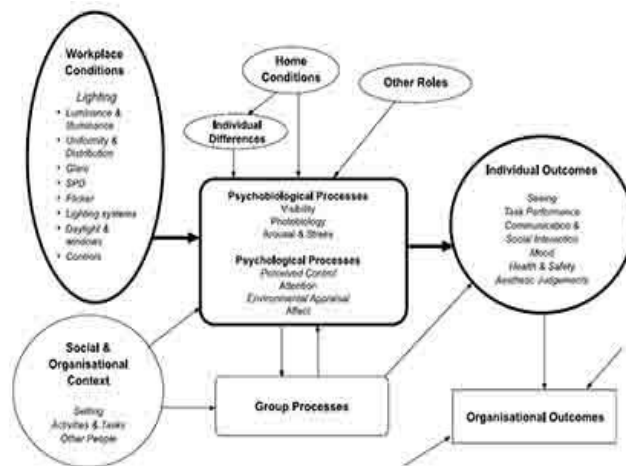 Workplace
Conditions
Lighting
Luminance &
Illuminance
Uniformity &
Distribution
Glare
SPD
Flicker
Lighting systems
Daylight &
windows
Controls
Home
Conditions
Other Roles
Individual
Differences
Psychobiological Processes
Visibility
Photobiology
Arousal & Stress
Psychological Processes
Perceived Control
Attention
Environmental Appraisal
Affect
Individual Outcomes
Seeing
Task Performance
Communication &
Social Interaction
Mood
Health & Safety
Aesthetic Judgements
Social &
Organisational
Context
Setting
Activities & Tasks
Other People
Group Processes
Organisational Outcomes